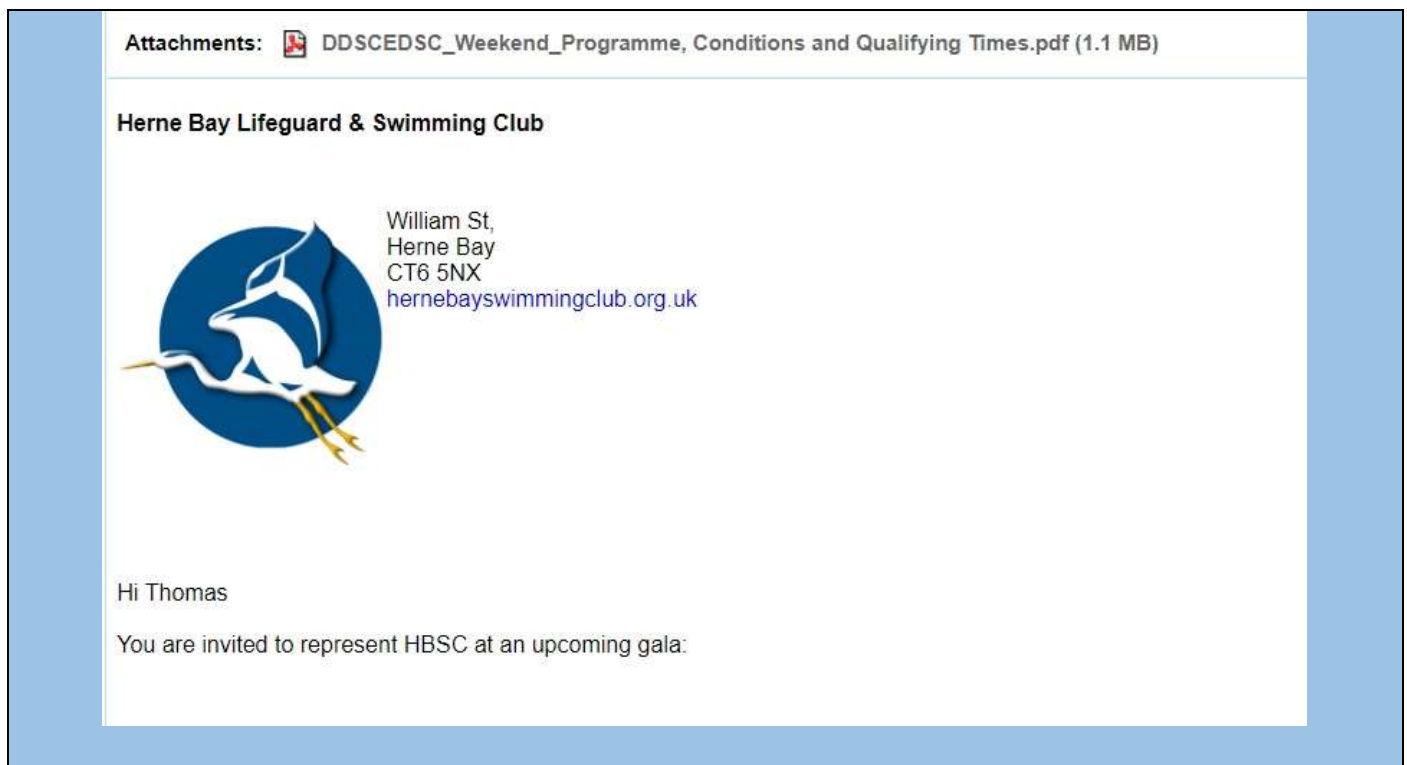 Attachments: DDSCEDSC_Weekend_Programme, Conditions and Qualifying Times.pdf (1.1 MB)
Herne Bay Lifeguard & Swimming Club
William St,
Herne Bay
CT6 5NX
hernebayswimmingclub.org.uk
Hi Thomas
You are invited to represent HBSC at an upcoming gala: